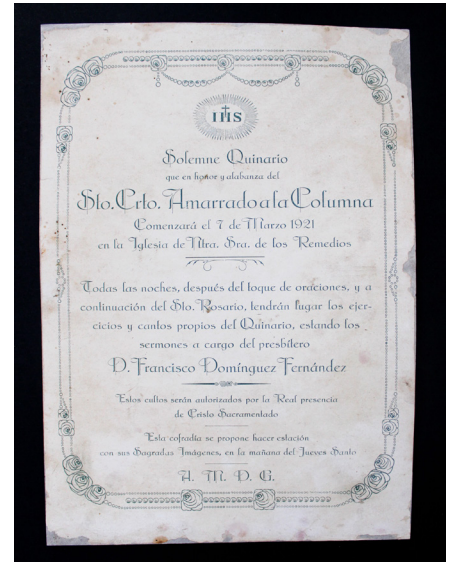 IHS
Solemne Quinario
que en honor y alabanza del
Sto. Crto. Amarrado a la Columna
Comenzará el 7 de Marzo 1921
en la Iglesia de Ntra. Sra. de los Remedios
Todas las noches, después del toque de oraciones, y a
continuación del Sto. Rosario, tendrán lugar los ejer-
cicios y cantos propios del Quinario, estando los
sermones a cargo del presbítero
D. Francisco Domínguez Fernández
Estos cultos serán autorizados por la Real presencia
de Cristo Sacramentado
Esta cofradía se propone hacer estación
con sus Sagradas Imágenes, en la mañana del Jueves Santo
A. M. D. G.